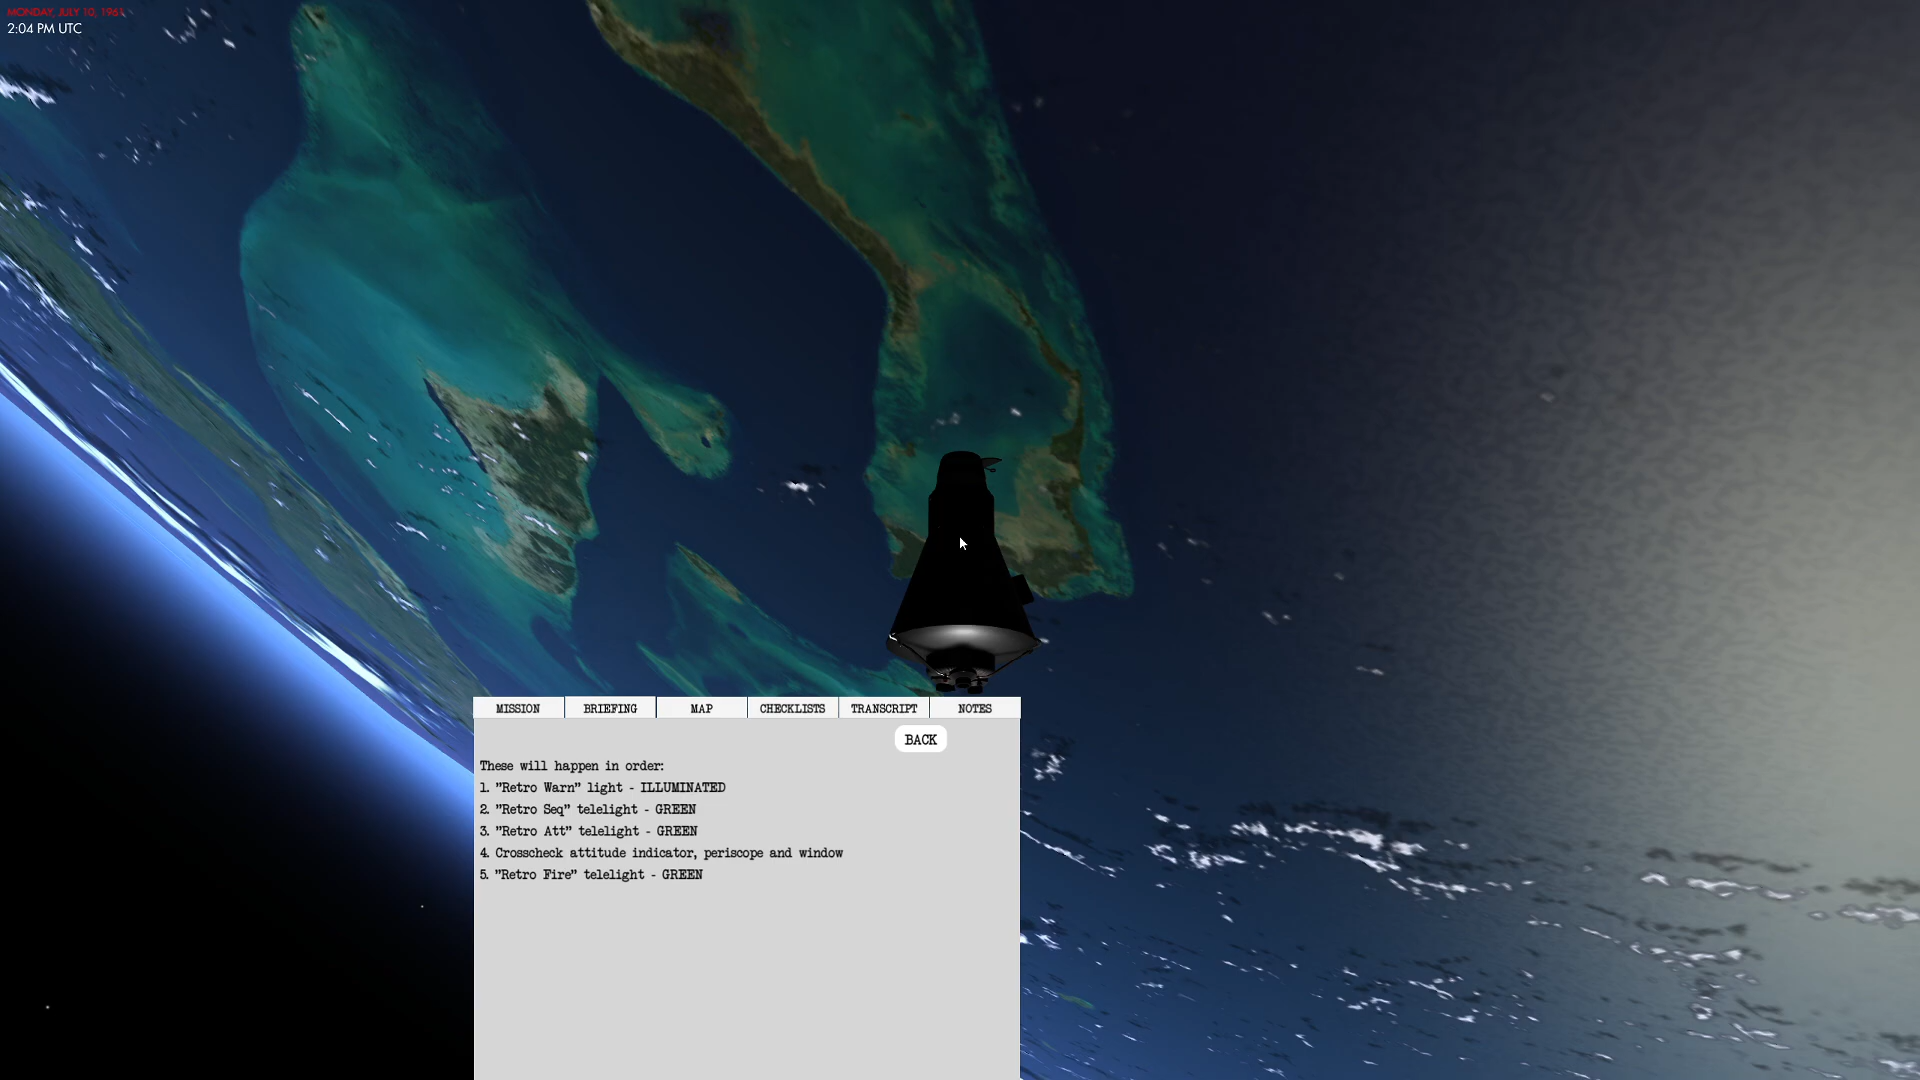 MONDAY, JULY 10, 1961
2:04 PM UTC
MISSION BRIEFING MAP CHECKLISTS TRANSCRIPT NOTES
BACK
These will happen in order:
1. "Retro Warn" light - ILLUMINATED
2. "Retro Seq" telelight - GREEN
3. "Retro Att" telelight - GREEN
4. Crosscheck attitude indicator, periscope and window
5. "Retro Fire" telelight - GREEN